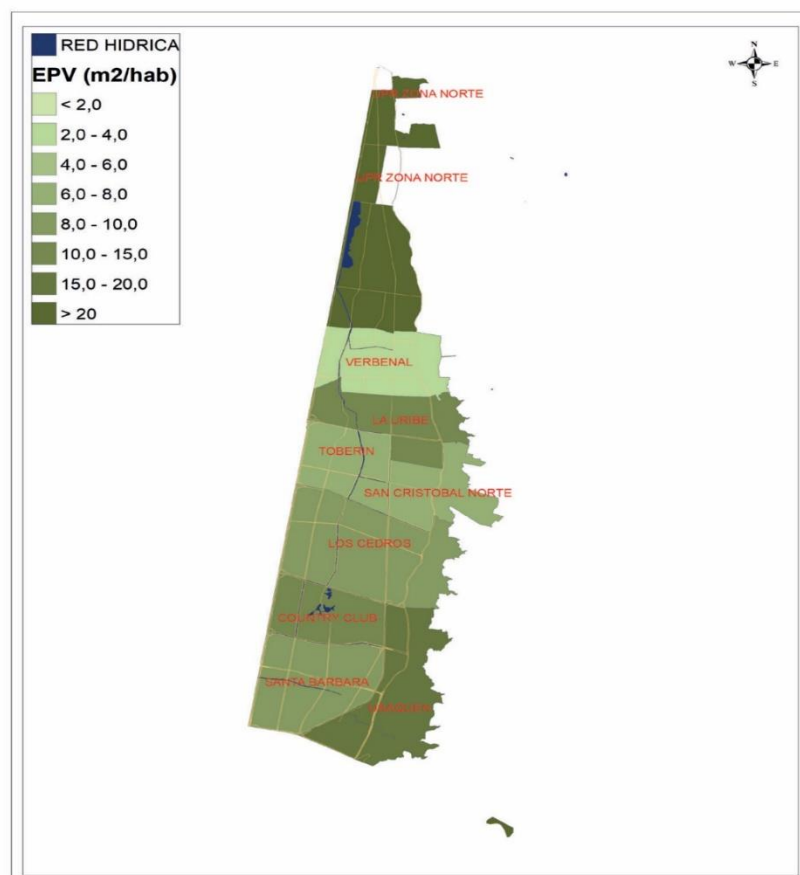 RED HIDRICA
EPV (m2/hab)
< 2,0
2,0 - 4,0
4,0 - 6,0
6,0 - 8,0
8,0 - 10,0
10,0 - 15,0
15,0 - 20,0
> 20
N
W E
S
ZONA NORTE
ZONA NORTE
VERBENAL
LA URIBE
TOBERIN
SAN CRISTOBAL NORTE
LOS CEDROS
COUNTRY CLUB
SANTA BARBARA